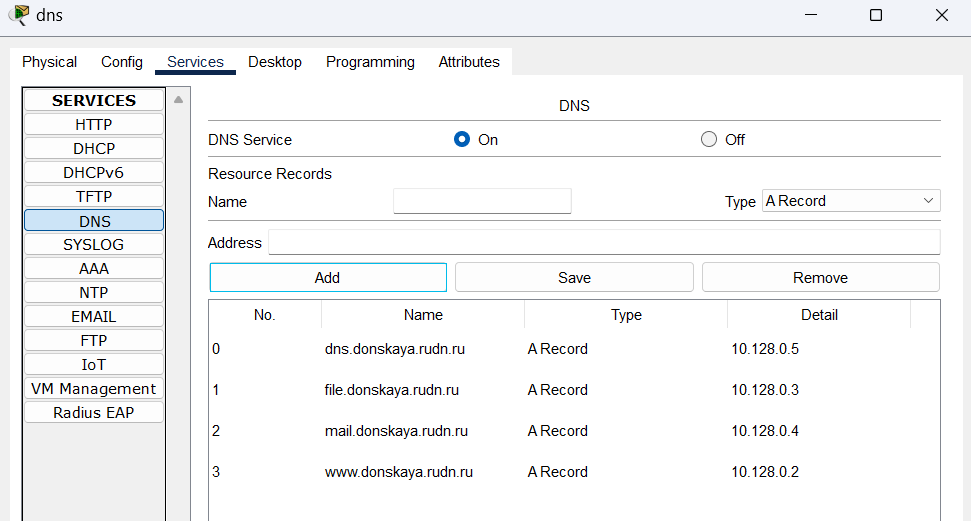 dns
Physical Config Services Desktop Programming Attributes
SERVICES
HTTP
DHCP
DHCPv6
TFTP
DNS
SYSLOG
AAA
NTP
EMAIL
FTP
IoT
VM Management
Radius EAP
DNS
DNS Service On Off
Resource Records
Name Type A Record
Address
Add Save Remove
No. Name Type Detail
0 dns.donskaya.rudn.ru A Record 10.128.0.5
1 file.donskaya.rudn.ru A Record 10.128.0.3
2 mail.donskaya.rudn.ru A Record 10.128.0.4
3 www.donskaya.rudn.ru A Record 10.128.0.2